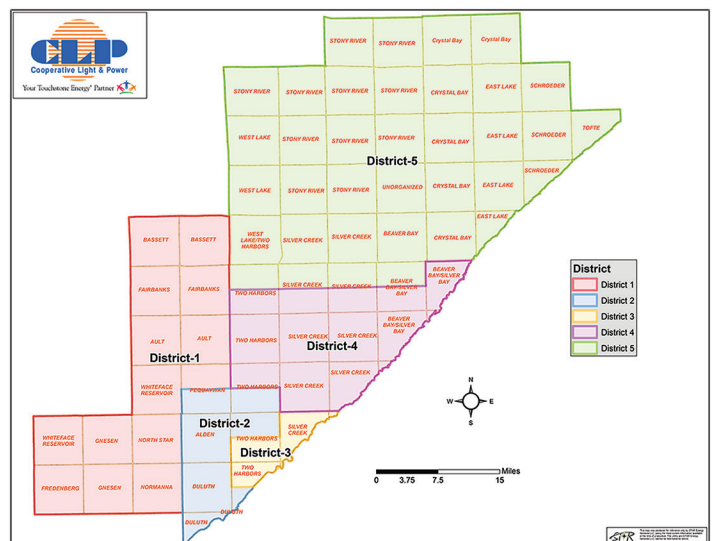 CLP
Cooperative Light & Power
Your Touchstone Energy® Partner
STONY RIVER STONY RIVER Crystal Bay Crystal Bay
STONY RIVER STONY RIVER STONY RIVER STONY RIVER CRYSTAL BAY EAST LAKE SCHROEDER
WEST LAKE STONY RIVER STONY RIVER STONY RIVER CRYSTAL BAY EAST LAKE SCHROEDER TOFTE
District-5
SCHROEDER
WEST LAKE STONY RIVER STONY RIVER UNORGANIZED CRYSTAL BAY EAST LAKE
EAST LAKE
BASSETT BASSETT
WEST
LAKE/TWO
HARBORS
SILVER CREEK SILVER CREEK BEAVER BAY CRYSTAL BAY
FAIRBANKS FAIRBANKS TWO HARBORS SILVER CREEK SILVER CREEK
BEAVER
BAY/SILVER
BAY
BEAVER
BAY/SILVER
BAY
AULT AULT TWO HARBORS SILVER CREEK SILVER CREEK
BEAVER
BAY/SILVER
BAY
District-1
District-4
WHITEFACE
RESERVOIR
PEQUAYWAN TWO HARBORS SILVER CREEK SILVER CREEK
District-2
WHITEFACE
RESERVOIR
GNESEN NORTH STAR ALDEN TWO HARBORS
SILVER
CREEK
District-3
FREDENBERG GNESEN NORMANNA DULUTH
TWO
HARBORS
DULUTH DULUTH
District
District 1
District 2
District 3
District 4
District 5
N
W E
S
Miles
0 3.75 7.5 15